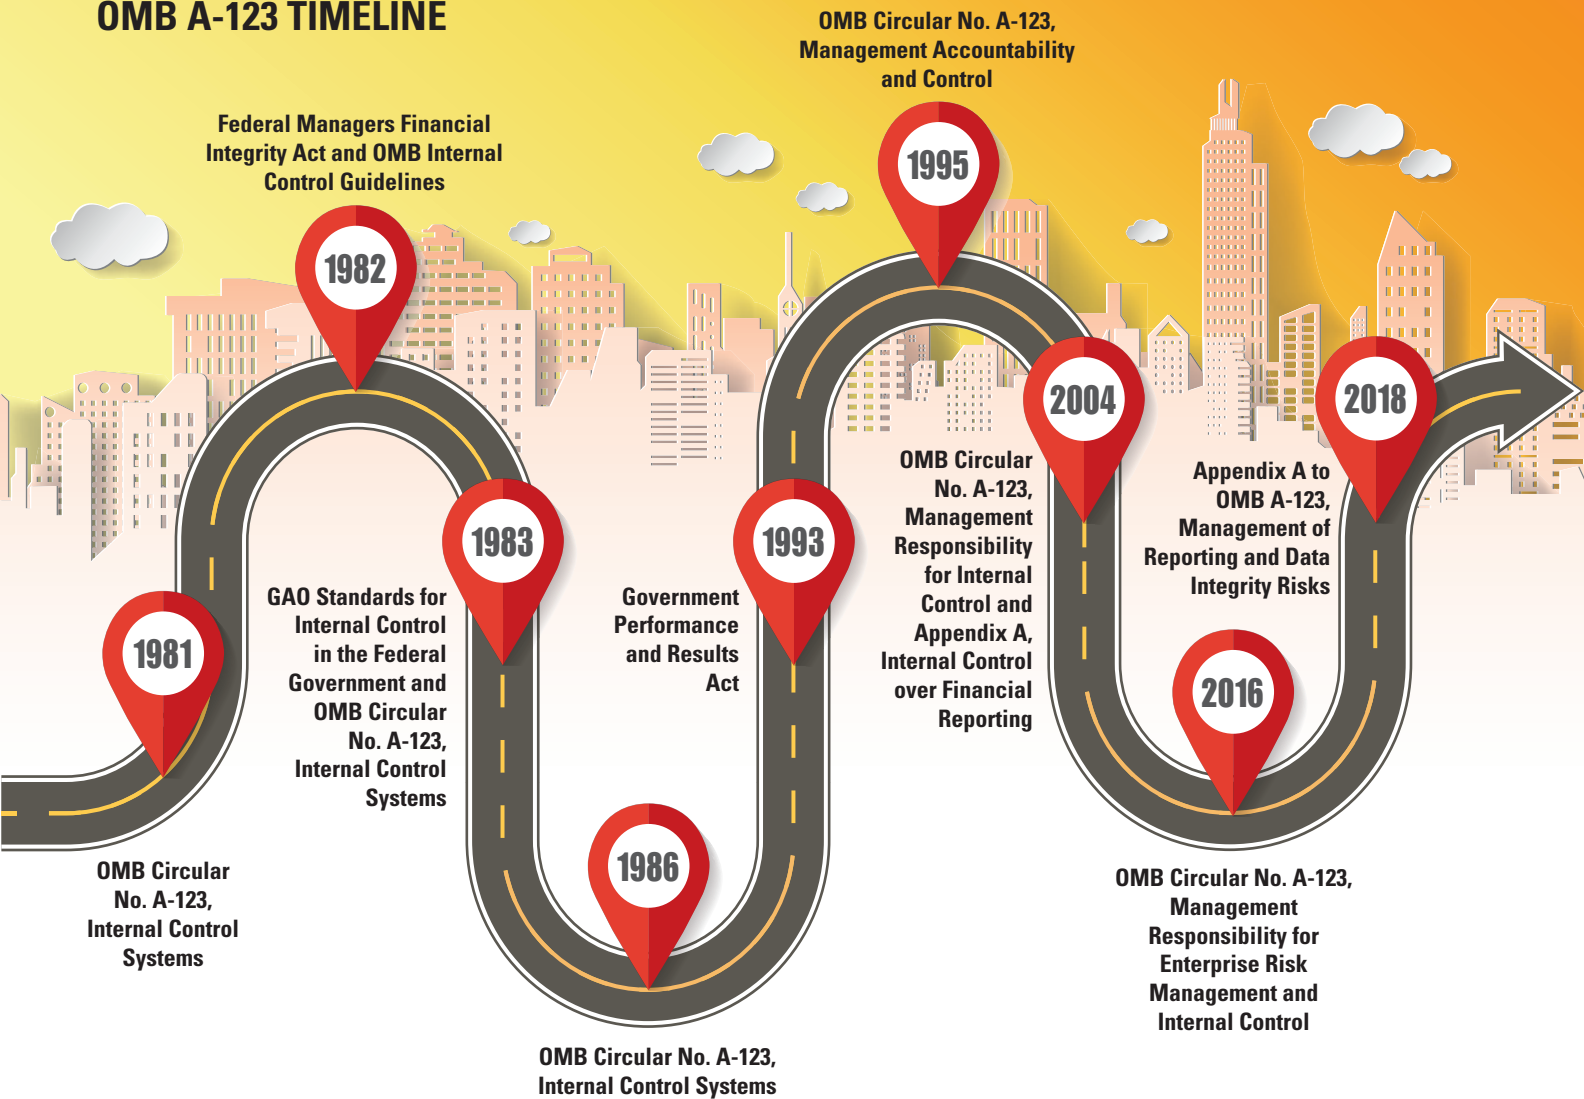 OMB A-123 TIMELINE
1981
OMB Circular
No. A-123,
Internal Control
Systems
Federal Managers Financial
Integrity Act and OMB Internal
Control Guidelines
1982
1983
GAO Standards for
Internal Control
in the Federal
Government and
OMB Circular
No. A-123,
Internal Control
Systems
1986
OMB Circular No. A-123,
Internal Control Systems
1993
Government
Performance
and Results
Act
OMB Circular No. A-123,
Management Accountability
and Control
1995
2004
OMB Circular
No. A-123,
Management
Responsibility
for Internal
Control and
Appendix A,
Internal Control
over Financial
Reporting
2016
OMB Circular No. A-123,
Management
Responsibility for
Enterprise Risk
Management and
Internal Control
2018
Appendix A to
OMB A-123,
Management of
Reporting and Data
Integrity Risks